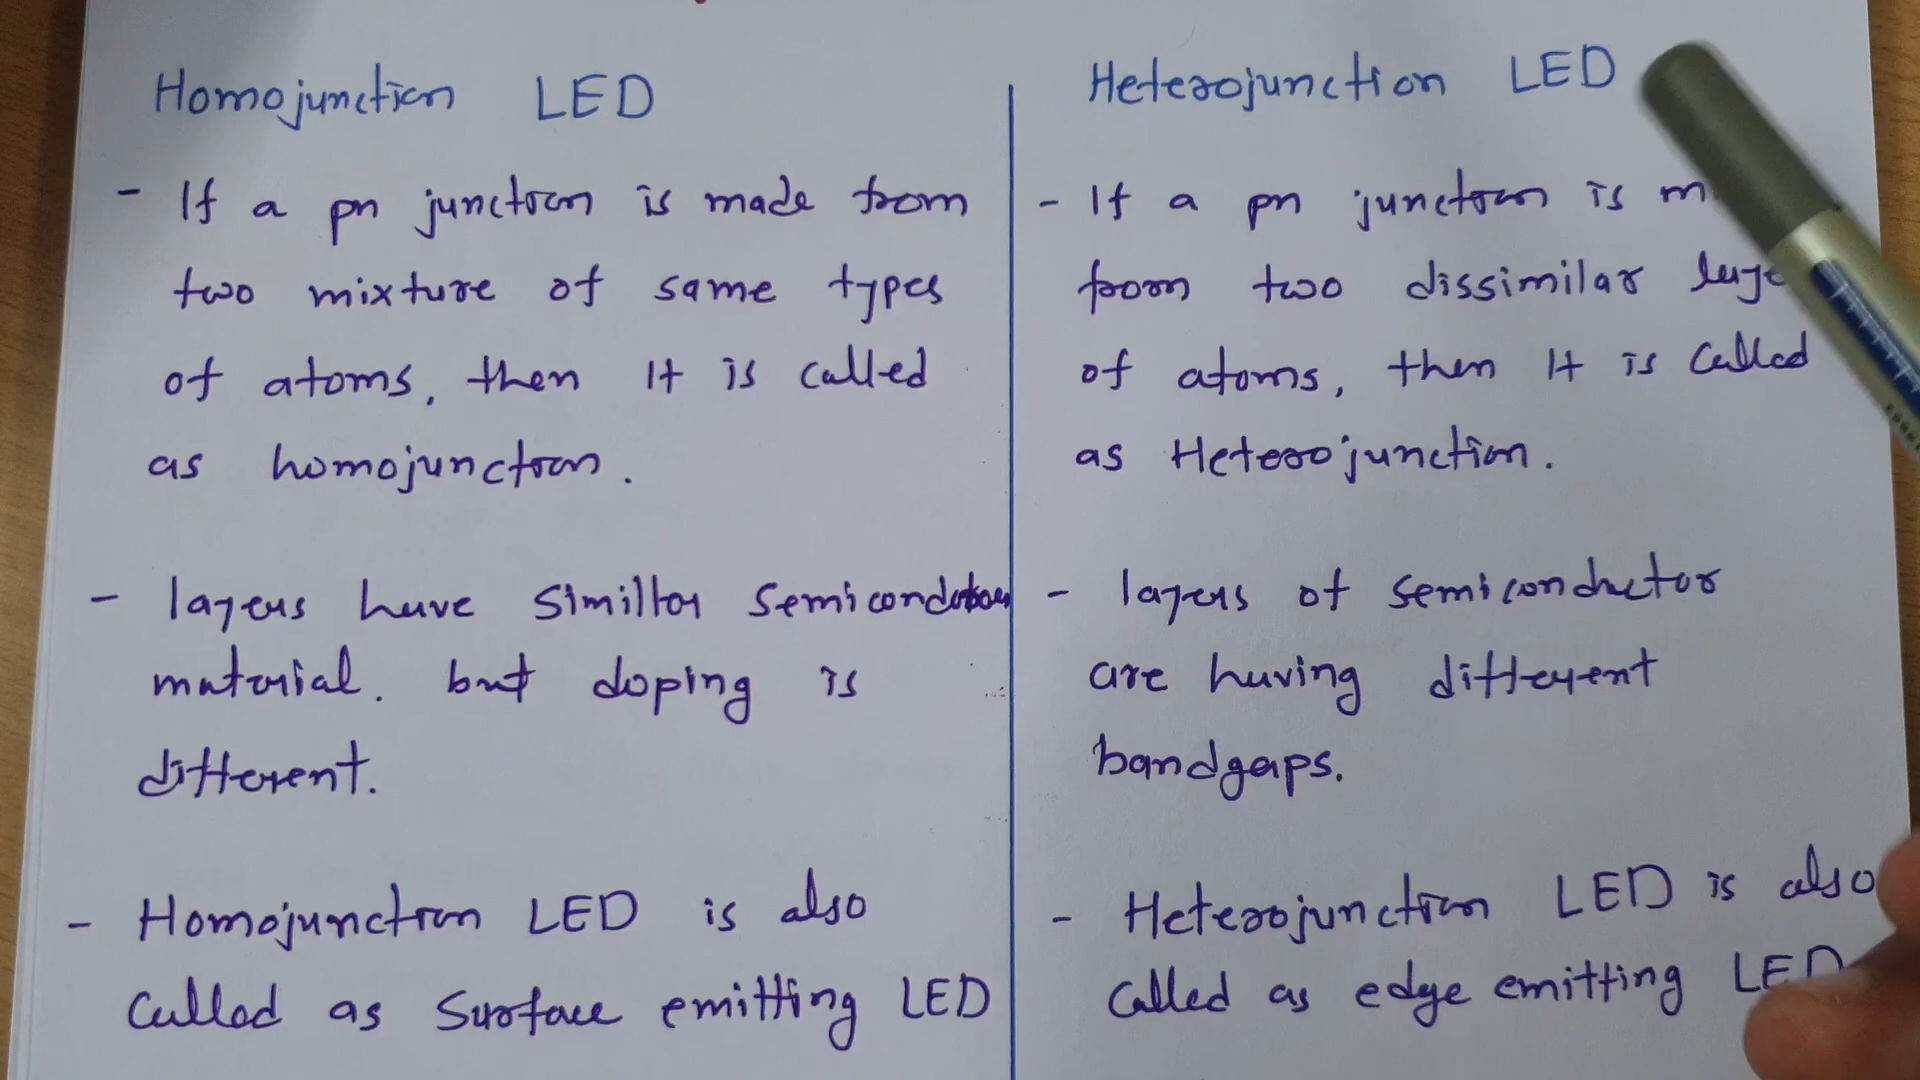 Homojunction LED
- If a pn junction is made from
two mixture of same types
of atoms, then it is called
as homojunction.
- layers have simillar semicondutor
material. but doping is
different.
- Homojunction LED is also
Called as Surface emitting LED
Heterojunction LED
- If a pn junction is
from two dissimilar
of atoms, then it is Called
as Heterojunction.
- layers of semiconductor
are having different
bandgaps.
- Heterojunction LED is also
Called as edge emitting LED